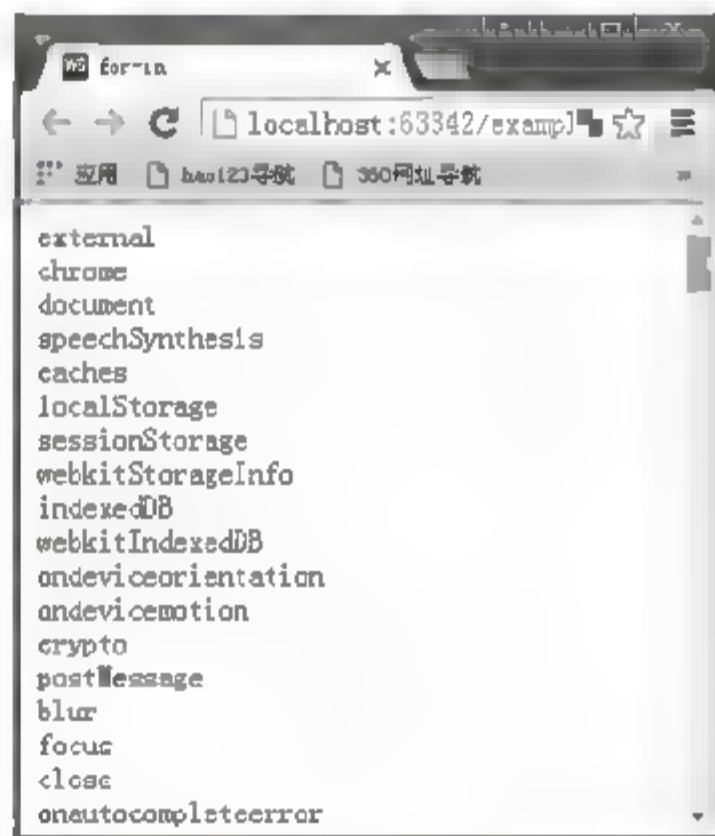 for-in
localhost:63342/exampl
应用 hao123导航 360网址导航
external
chrome
document
speechSynthesis
caches
localStorage
sessionStorage
webkitStorageInfo
indexedDB
webkitIndexedDB
ondeviceorientation
ondevicemotion
crypto
postMessage
blur
focus
close
onautocompleteerror